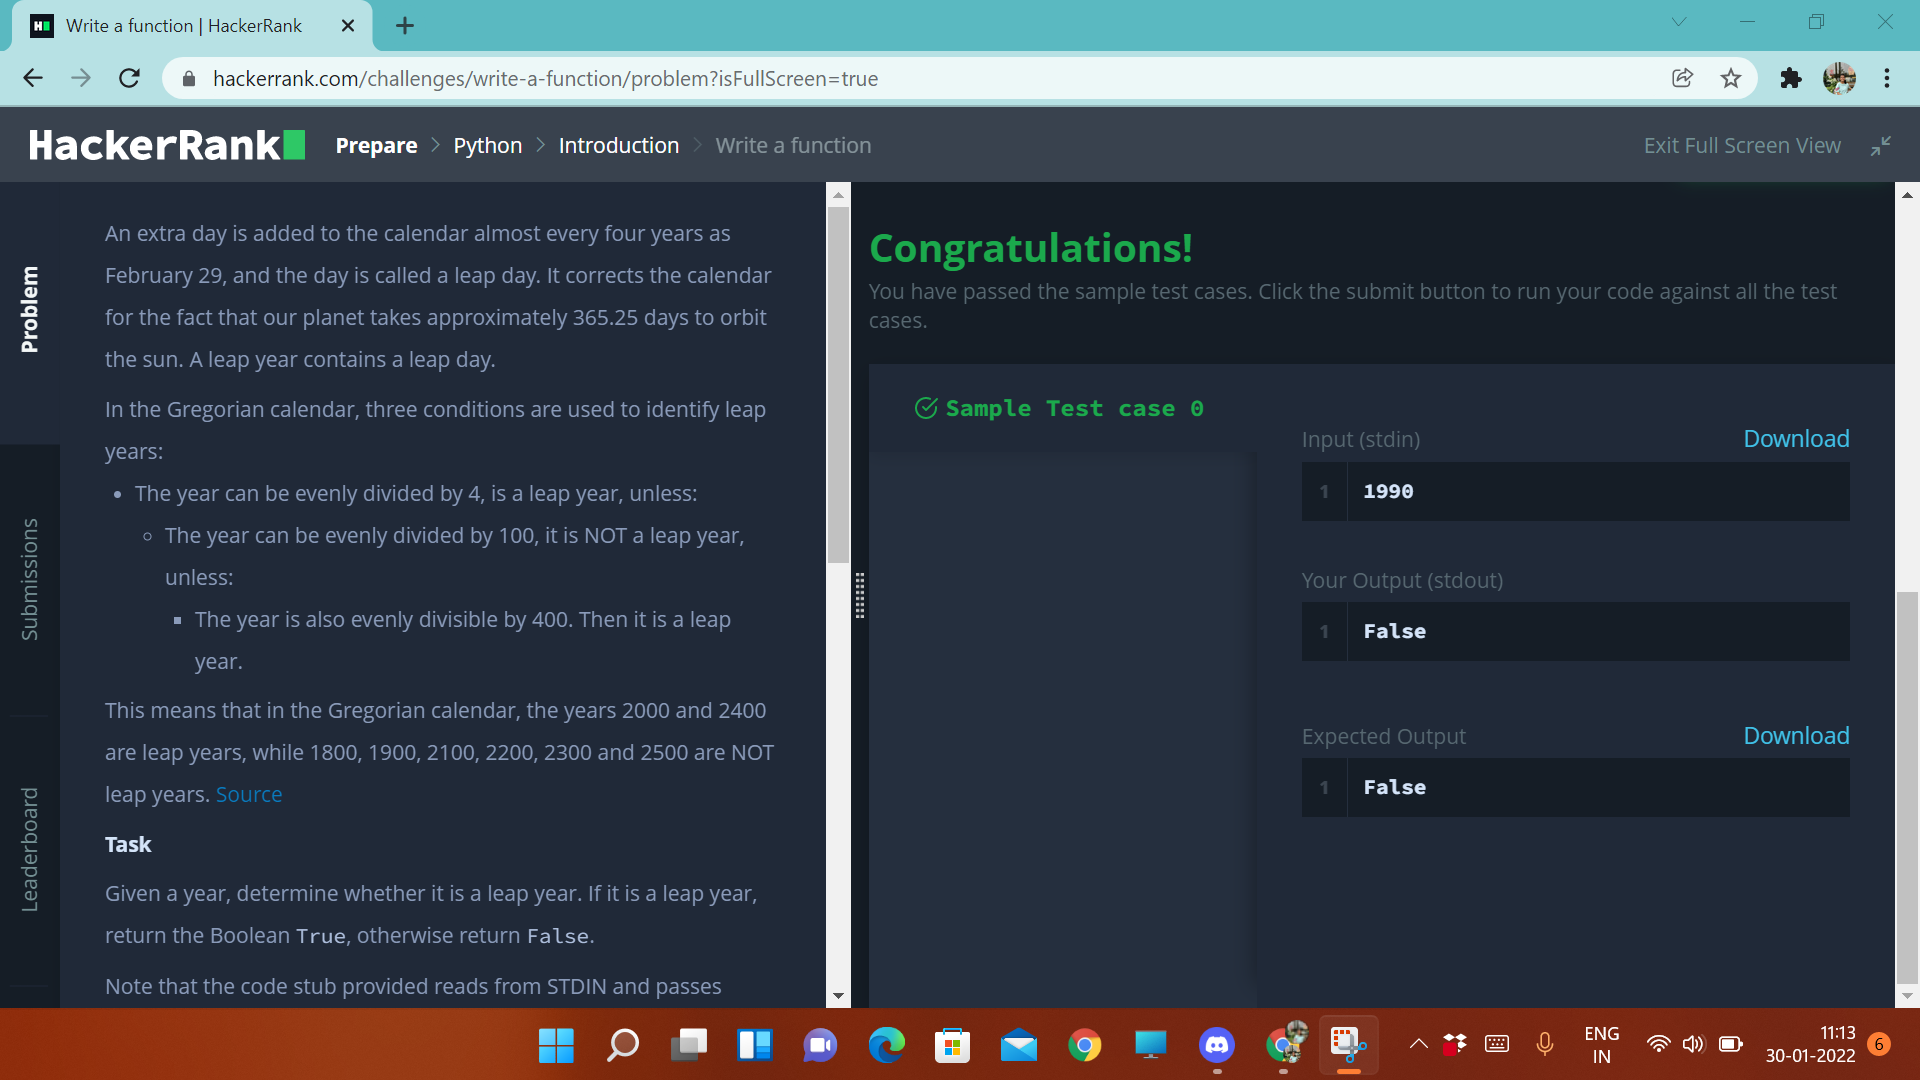 Write a function | HackerRank
hackerrank.com/challenges/write-a-function/problem?isFullScreen=true
HackerRank
Prepare > Python > Introduction > Write a function
Exit Full Screen View
Problem
Submissions
Leaderboard
An extra day is added to the calendar almost every four years as
February 29, and the day is called a leap day. It corrects the calendar
for the fact that our planet takes approximately 365.25 days to orbit
the sun. A leap year contains a leap day.
In the Gregorian calendar, three conditions are used to identify leap
years:
• The year can be evenly divided by 4, is a leap year, unless:
◦ The year can be evenly divided by 100, it is NOT a leap year,
unless:
▪ The year is also evenly divisible by 400. Then it is a leap
year.
This means that in the Gregorian calendar, the years 2000 and 2400
are leap years, while 1800, 1900, 2100, 2200, 2300 and 2500 are NOT
leap years. Source
Task
Given a year, determine whether it is a leap year. If it is a leap year,
return the Boolean True, otherwise return False.
Note that the code stub provided reads from STDIN and passes
Congratulations!
You have passed the sample test cases. Click the submit button to run your code against all the test
cases.
Sample Test case 0
Input (stdin)
Download
1 1990
Your Output (stdout)
1 False
Expected Output
Download
1 False
ENG
IN
11:13
30-01-2022
6